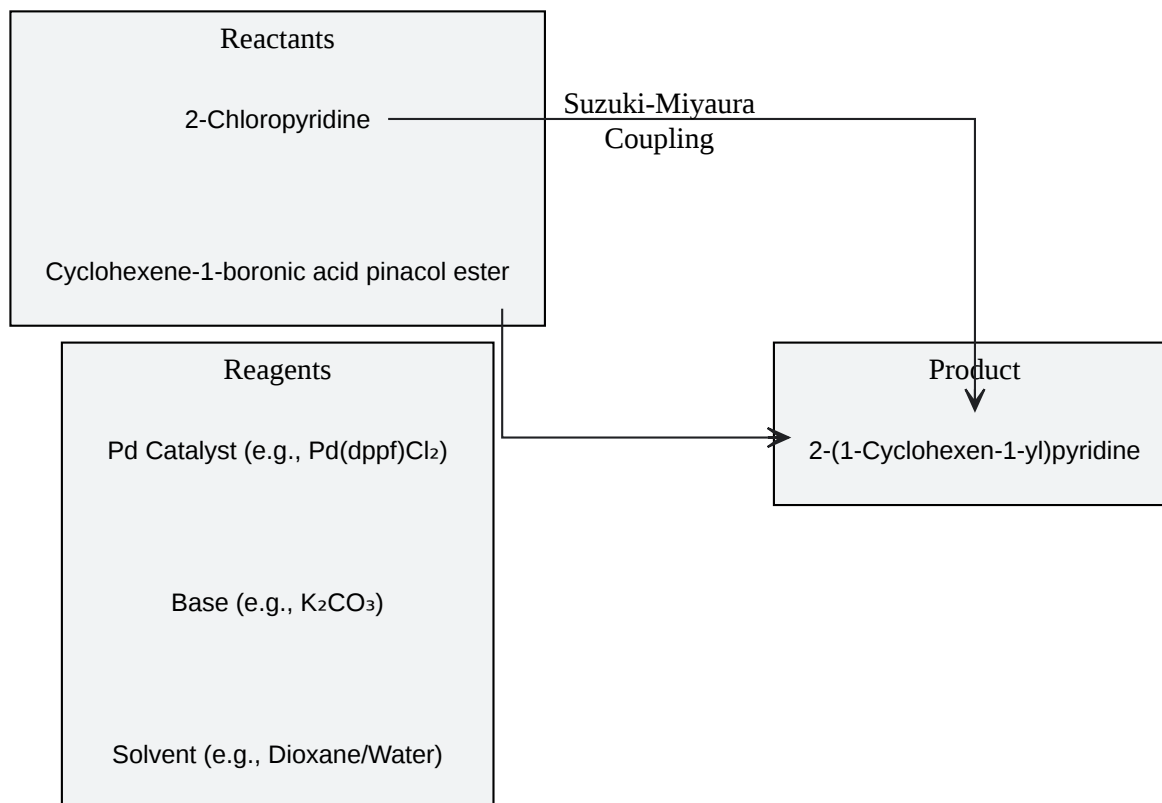 Reactants
2-Chloropyridine
Suzuki-Miyaura
Coupling
Cyclohexene-1-boronic acid pinacol ester
Reagents
Product
Pd Catalyst (e.g., Pd(dppf)Cl₂)
2-(1-Cyclohexen-1-yl)pyridine
Base (e.g., K₂CO₃)
Solvent (e.g., Dioxane/Water)